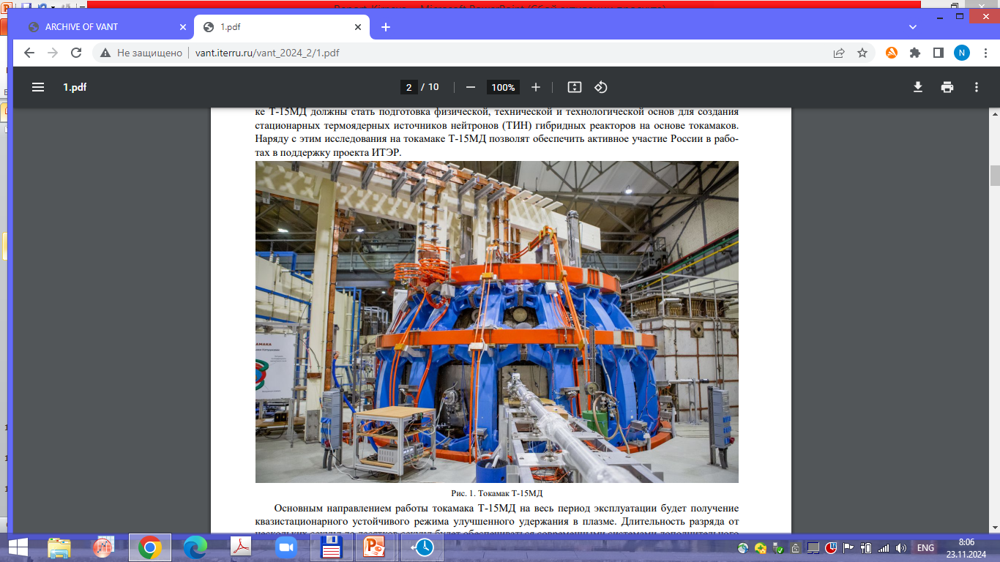 ARCHIVE OF VANT
1.pdf
Не защищено
vant.iterru.ru/vant_2024_2/1.pdf
N
1.pdf
2 / 10
100%
ке Т-15МД должны стать подготовка физической, технической и технологической основ для создания
стационарных термоядерных источников нейтронов (ТИН) гибридных реакторов на основе токамаков.
Наряду с этим исследования на токамаке Т-15МД позволят обеспечить активное участие России в рабо-
тах в поддержку проекта ИТЭР.
Рис. 1. Токамак Т-15МД
Основным направлением работы токамака Т-15МД на весь период эксплуатации будет получение
квазистационарного устойчивого режима улучшенного удержания в плазме. Длительность разряда от
ENG
8:06
23.11.2024